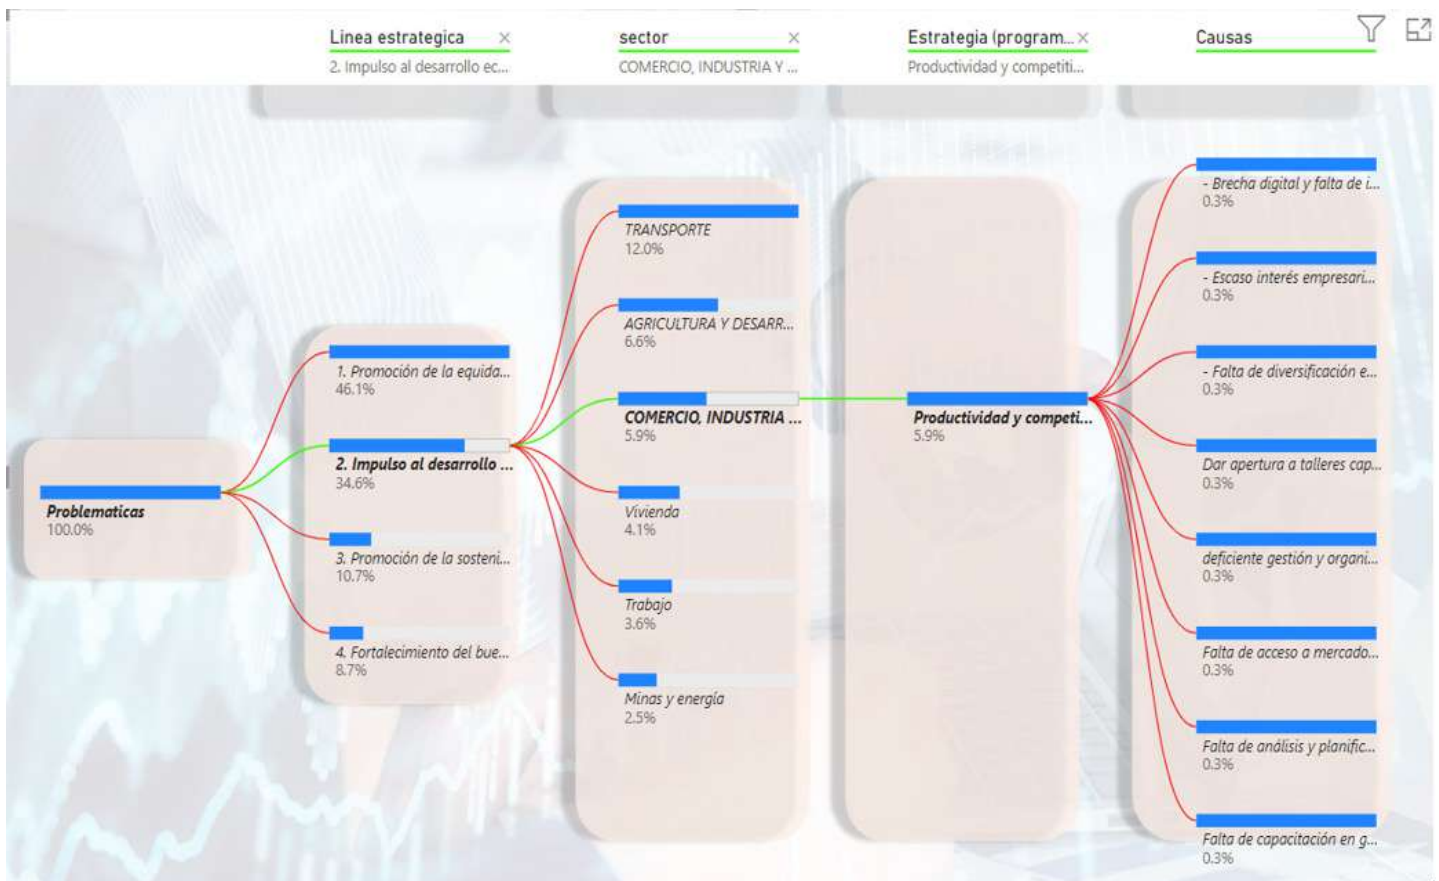 Linea estrategica ×
2. Impulso al desarrollo ec...
sector ×
COMERCIO, INDUSTRIA Y ...
Estrategia (program... ×
Productividad y competiti...
Causas
Problematicas
100.0%
1. Promoción de la equida...
46.1%
2. Impulso al desarrollo ...
34.6%
3. Promoción de la sosteni...
10.7%
4. Fortalecimiento del bue...
8.7%
TRANSPORTE
12.0%
AGRICULTURA Y DESARR...
6.6%
COMERCIO, INDUSTRIA ...
5.9%
Vivienda
4.1%
Trabajo
3.6%
Minas y energía
2.5%
Productividad y competi...
5.9%
- Brecha digital y falta de i...
0.3%
- Escaso interés empresari...
0.3%
- Falta de diversificación e...
0.3%
Dar apertura a talleres cap...
0.3%
deficiente gestión y organi...
0.3%
Falta de acceso a mercado...
0.3%
Falta de análisis y planific...
0.3%
Falta de capacitación en g...
0.3%